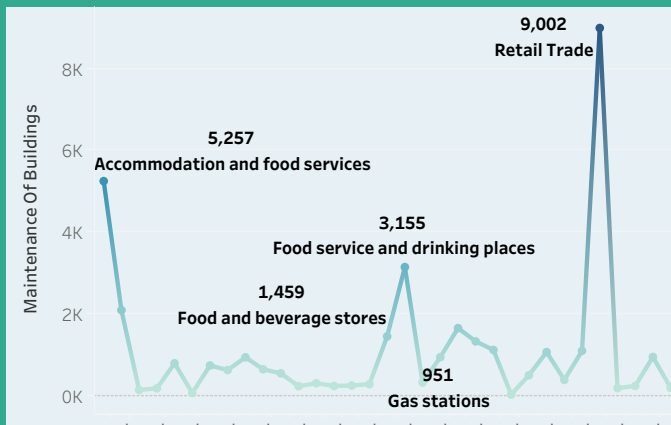 9,002
Retail Trade
8K
6K
5,257
Accommodation and food services
4K
3,155
Food service and drinking places
1,459
Food and beverage stores
2K
951
Gas stations
0K
Maintenance Of Buildings